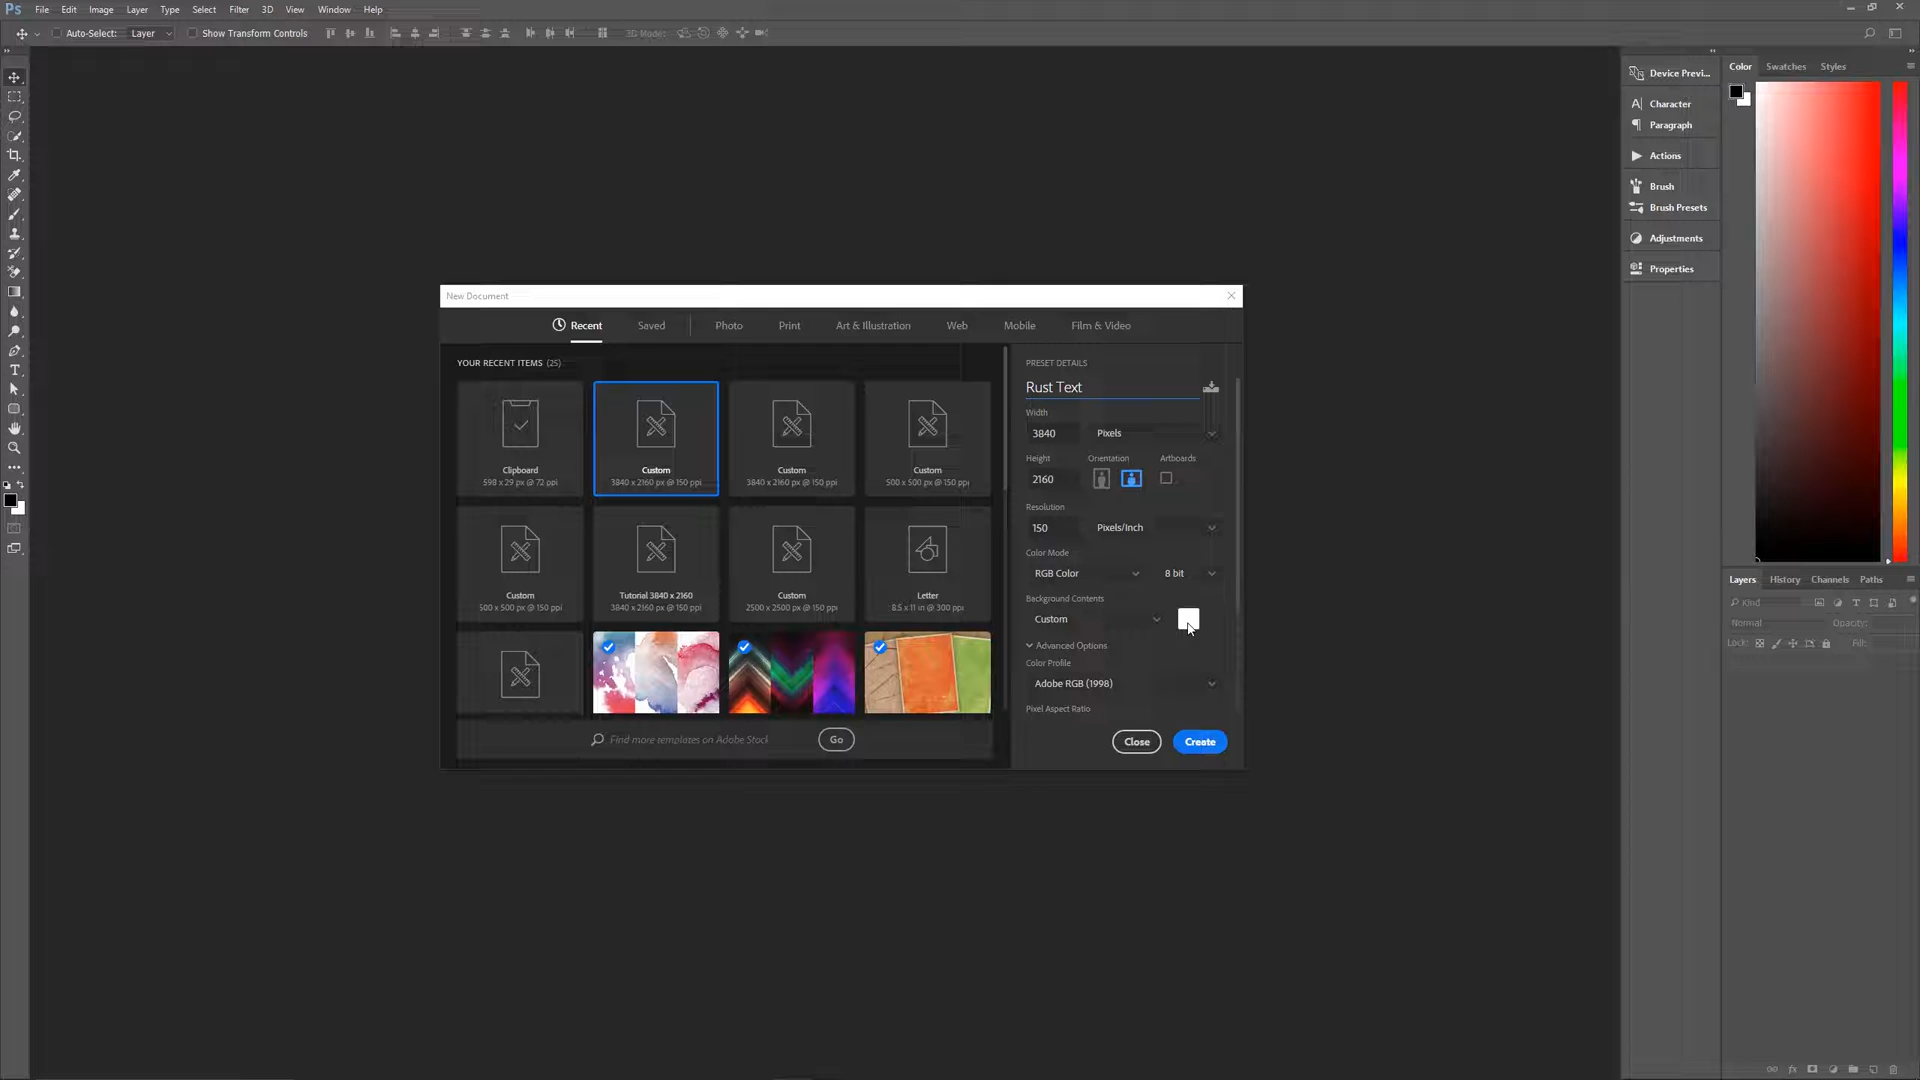 Ps File Edit Image Layer Type Select Filter 3D View Window Help
Auto-Select: Layer Show Transform Controls 3D Mode:
Device Previ...
Character
Paragraph
Actions
Brush
Brush Presets
Adjustments
Properties
Color Swatches Styles
New Document
Recent Saved Photo Print Art & Illustration Web Mobile Film & Video
YOUR RECENT ITEMS (25)
Clipboard
598 x 29 px @ 72 ppi
Custom
3840 x 2160 px @ 150 ppi
Custom
3840 x 2160 px @ 150 ppi
Custom
500 x 500 px @ 150 ppi
Custom
500 x 500 px @ 150 ppi
Tutorial 3840 x 2160
3840 x 2160 px @ 150 ppi
Custom
2500 x 2500 px @ 150 ppi
Letter
8.5 x 11 in @ 300 ppi
Find more templates on Adobe Stock Go
PRESET DETAILS
Rust Text
Width
3840 Pixels
Height Orientation Artboards
2160
Resolution
150 Pixels/Inch
Color Mode
RGB Color 8 bit
Background Contents
Custom
Advanced Options
Color Profile
Adobe RGB (1998)
Pixel Aspect Ratio
Close Create
Layers History Channels Paths
Kind
Normal Opacity:
Lock: Fill: